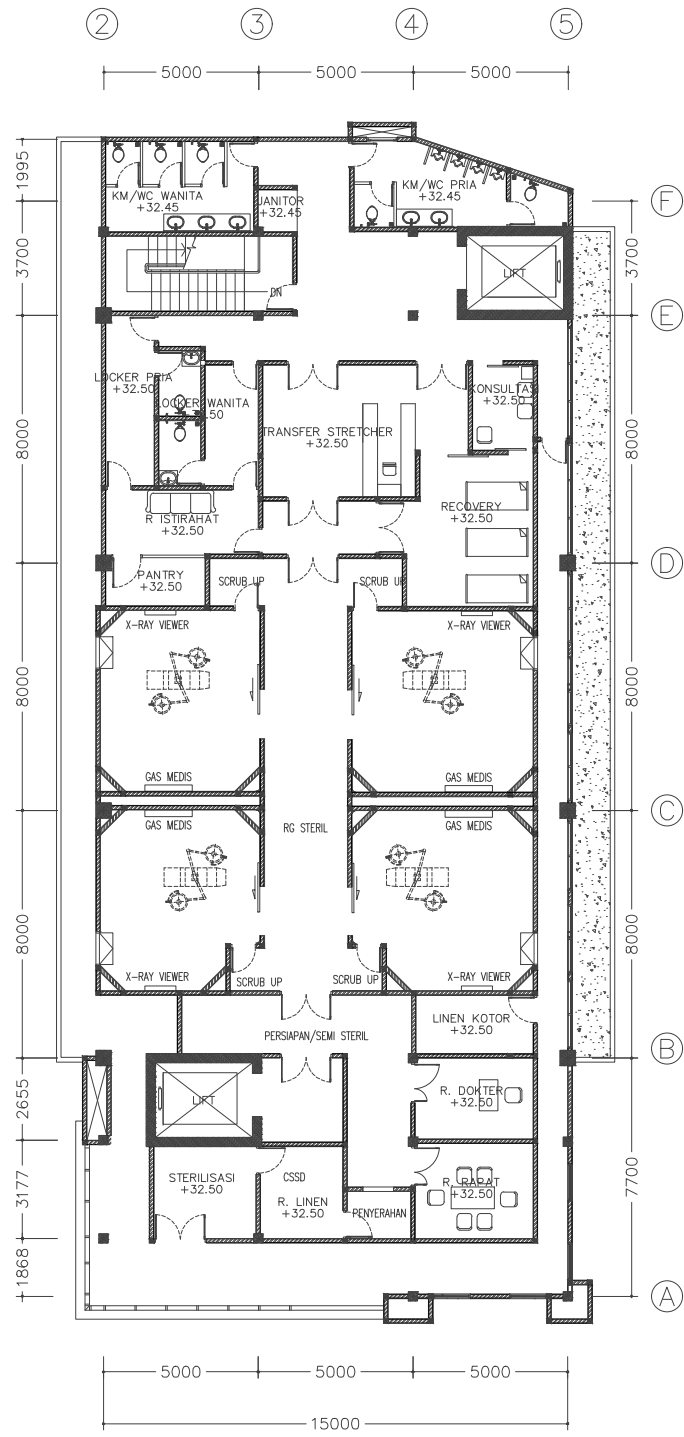 2 3 4 5
5000 5000 5000
1995
KM/WC WANITA
+32.45
JANITOR
+32.45
KM/WC PRIA
+32.45
F
3700
3700
LIFT
DN
E
LOCKER PRIA
+32.50
LOCKER WANITA
KONSULTASI
+32.50
8000
8000
TRANSFER STRETCHER
+32.50
R ISTIRAHAT
+32.50
RECOVERY
+32.50
PANTRY
+32.50
SCRUB UP
SCRUB UP
D
X-RAY VIEWER
X-RAY VIEWER
8000
8000
GAS MEDIS
GAS MEDIS
C
GAS MEDIS
GAS MEDIS
RG STERIL
8000
8000
X-RAY VIEWER
SCRUB UP
SCRUB UP
X-RAY VIEWER
LINEN KOTOR
+32.50
PERSIAPAN/SEMI STERIL
B
2655
LIFT
R. DOKTER
+32.50
3177
STERILISASI
+32.50
CSSD
R. LINEN
+32.50
PENYERAHAN
R. RAPAT
+32.50
7700
1868
A
5000 5000 5000
15000